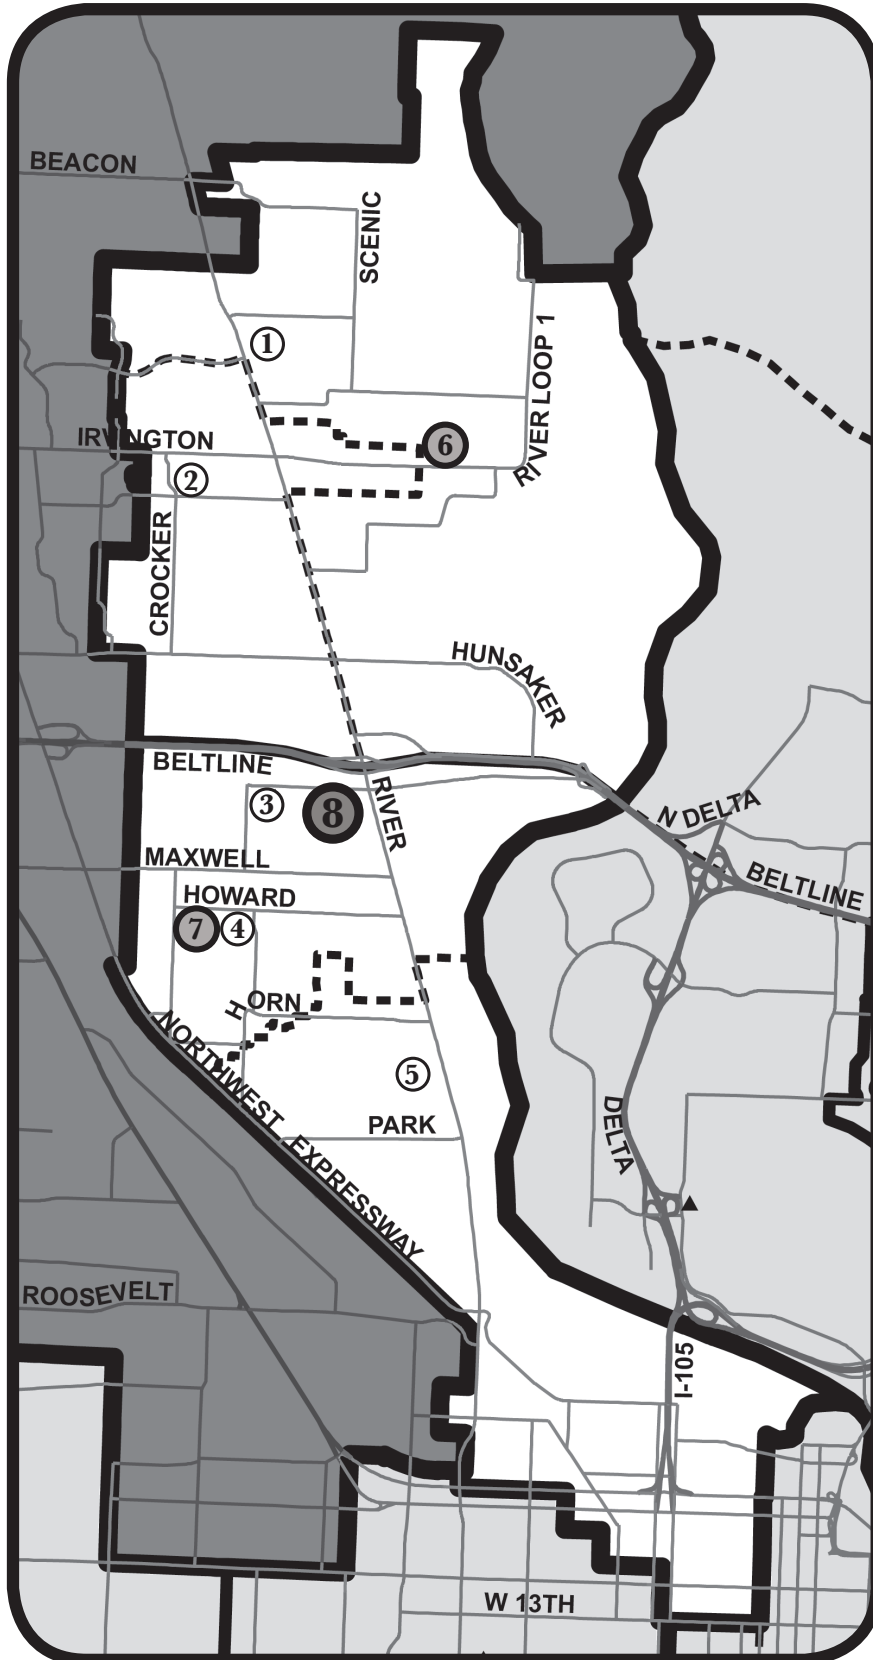 BEACON
SCENIC
1
RIVER LOOP 1
IRVINGTON
6
2
CROCKER
HUNSAKER
BELTLINE
3
8
RIVER
N DELTA
BELTLINE
MAXWELL
HOWARD
7
4
HORN
NORTHWEST EXPRESSWAY
5
PARK
DELTA
ROOSEVELT
I-105
W 13TH